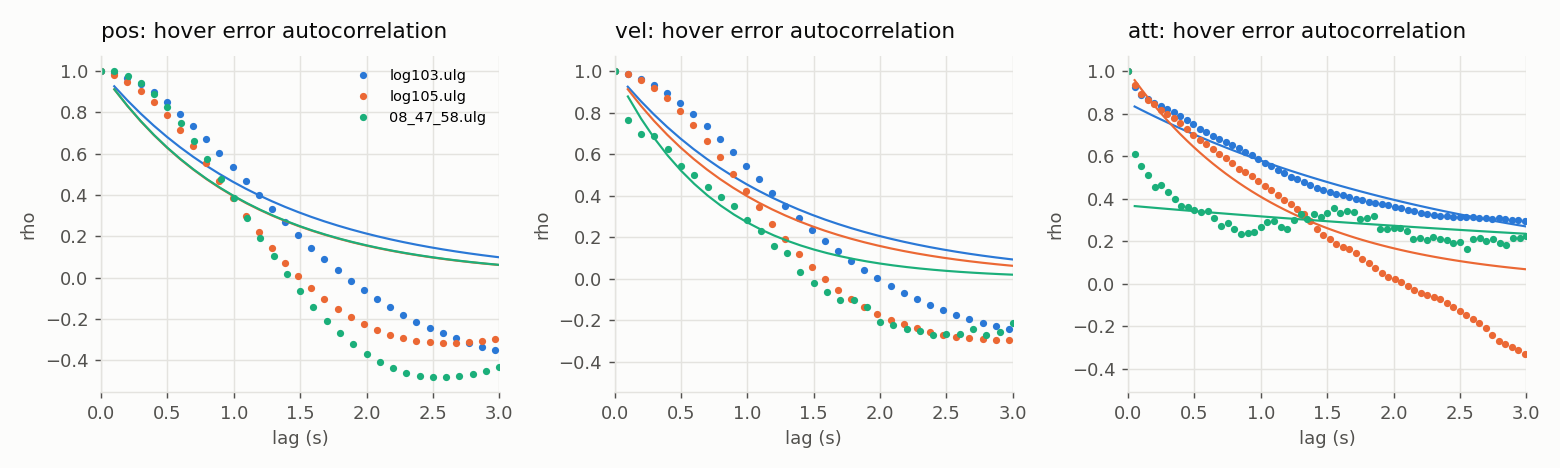 pos: hover error autocorrelation
rho
1.0
0.8
0.6
0.4
0.2
0.0
−0.2
−0.4
log103.ulg
log105.ulg
08_47_58.ulg
0.0 0.5 1.0 1.5 2.0 2.5 3.0
lag (s)
vel: hover error autocorrelation
rho
1.0
0.8
0.6
0.4
0.2
0.0
−0.2
−0.4
0.0 0.5 1.0 1.5 2.0 2.5 3.0
lag (s)
att: hover error autocorrelation
rho
1.0
0.8
0.6
0.4
0.2
0.0
−0.2
−0.4
0.0 0.5 1.0 1.5 2.0 2.5 3.0
lag (s)